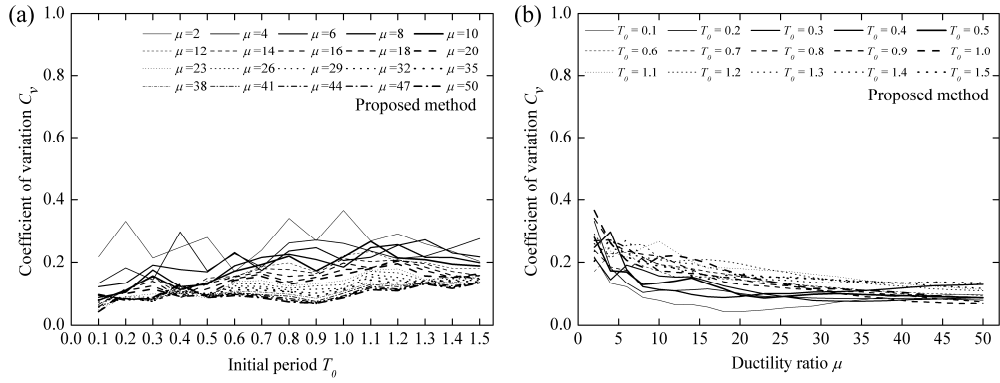 (a)
1.0
0.8
0.6
0.4
0.2
0.0
Coefficient of variation Cv
μ=2 μ=4 μ=6 μ=8 μ=10
μ=12 μ=14 μ=16 μ=18 μ=20
μ=23 μ=26 μ=29 μ=32 μ=35
μ=38 μ=41 μ=44 μ=47 μ=50
Proposed method
0.0 0.1 0.2 0.3 0.4 0.5 0.6 0.7 0.8 0.9 1.0 1.1 1.2 1.3 1.4 1.5
Initial period T0
(b)
1.0
0.8
0.6
0.4
0.2
0.0
Coefficient of variation Cv
T0 = 0.1 T0 = 0.2 T0 = 0.3 T0 = 0.4 T0 = 0.5
T0 = 0.6 T0 = 0.7 T0 = 0.8 T0 = 0.9 T0 = 1.0
T0 = 1.1 T0 = 1.2 T0 = 1.3 T0 = 1.4 T0 = 1.5
Proposed method
0 5 10 15 20 25 30 35 40 45 50
Ductility ratio μ